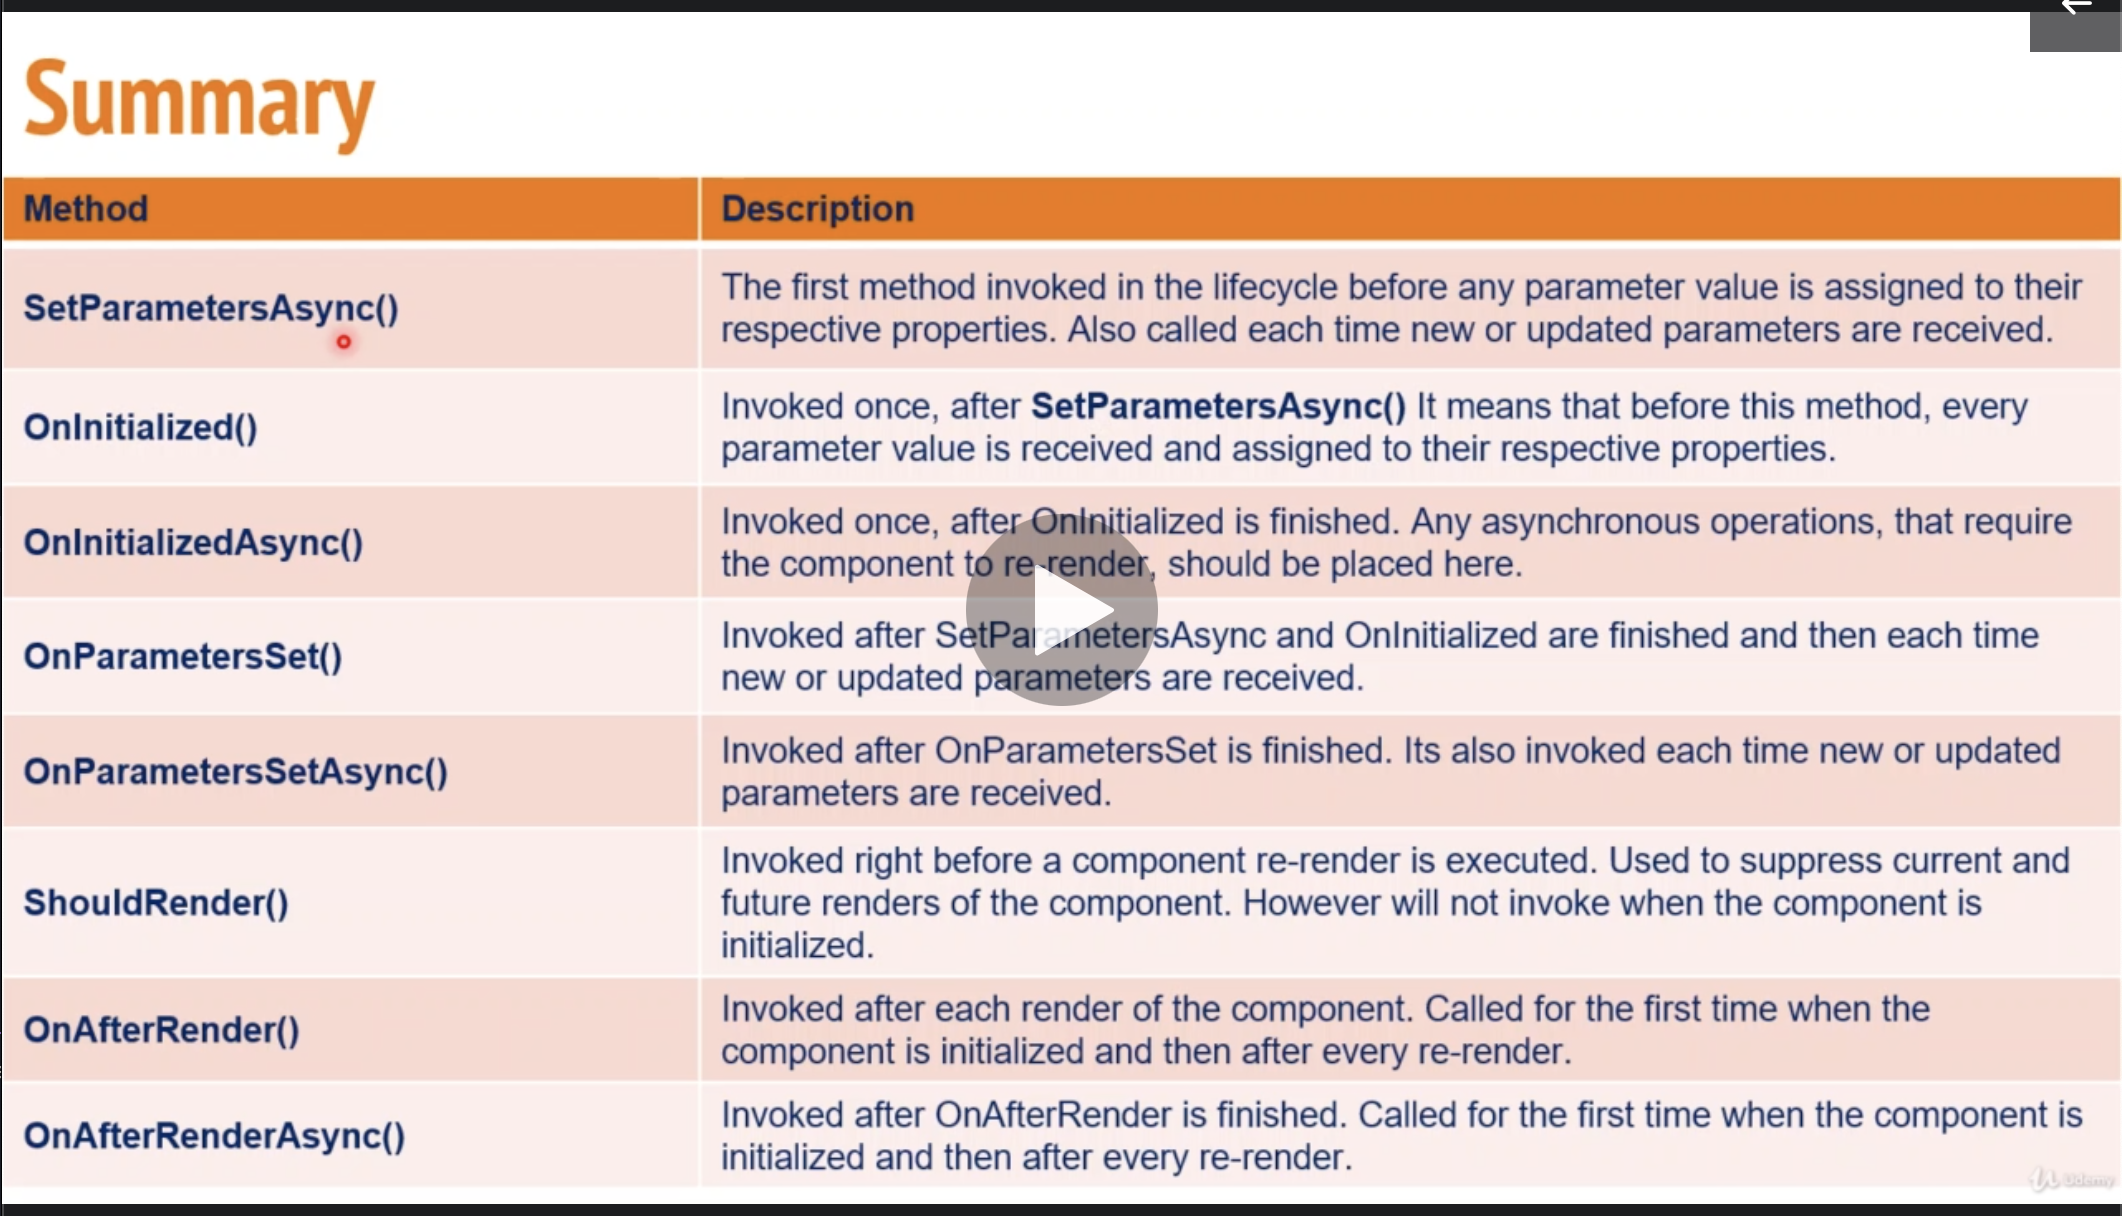 Summary
Method
Description
SetParametersAsync()
The first method invoked in the lifecycle before any parameter value is assigned to their
respective properties. Also called each time new or updated parameters are received.
OnInitialized()
Invoked once, after SetParametersAsync() It means that before this method, every
parameter value is received and assigned to their respective properties.
OnInitializedAsync()
Invoked once, after OnInitialized is finished. Any asynchronous operations, that require
the component to re-render, should be placed here.
OnParametersSet()
Invoked after SetParametersAsync and OnInitialized are finished and then each time
new or updated parameters are received.
OnParametersSetAsync()
Invoked after OnParametersSet is finished. Its also invoked each time new or updated
parameters are received.
ShouldRender()
Invoked right before a component re-render is executed. Used to suppress current and
future renders of the component. However will not invoke when the component is
initialized.
OnAfterRender()
Invoked after each render of the component. Called for the first time when the
component is initialized and then after every re-render.
OnAfterRenderAsync()
Invoked after OnAfterRender is finished. Called for the first time when the component is
initialized and then after every re-render.
Udemy